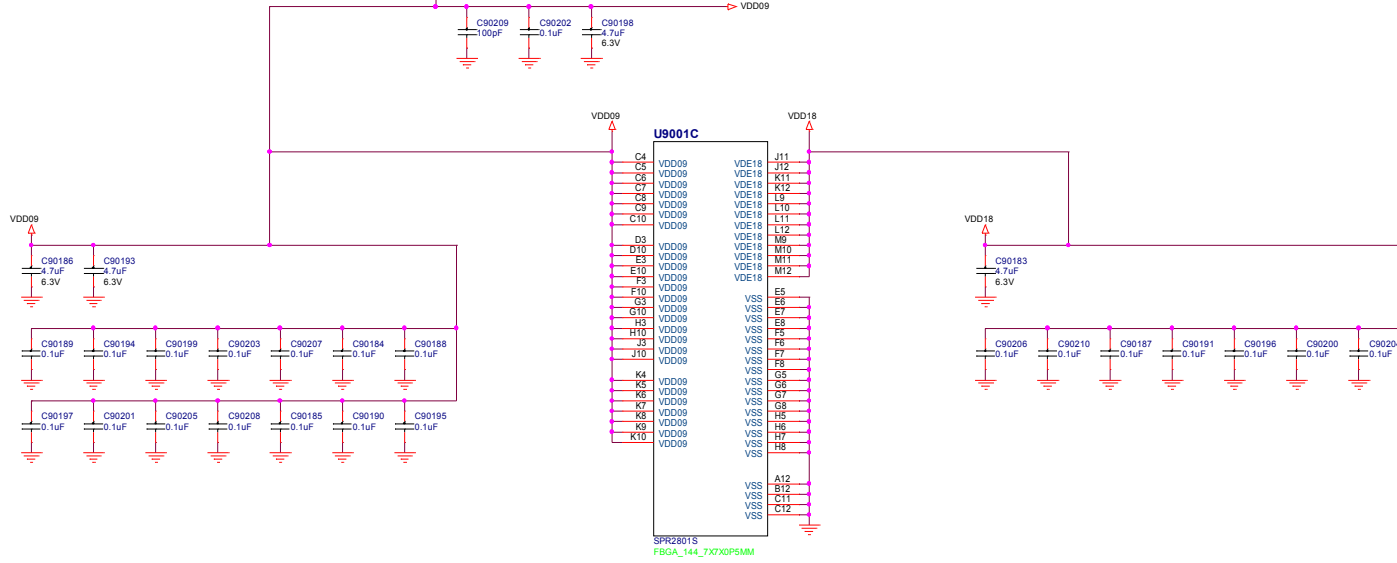 VDD09
C90209
100pF
C90202
0.1uF
C90198
4.7uF
6.3V
VDD09
VDD18
U9001C
C4 VDD09
C5 VDD09
C6 VDD09
C7 VDD09
C8 VDD09
C9 VDD09
C10 VDD09
D3 VDD09
D10 VDD09
E3 VDD09
E10 VDD09
F3 VDD09
F10 VDD09
G3 VDD09
G10 VDD09
H3 VDD09
H10 VDD09
J3 VDD09
J10 VDD09
K4 VDD09
K5 VDD09
K6 VDD09
K7 VDD09
K8 VDD09
K9 VDD09
K10 VDD09
VDE18 J11
VDE18 J12
VDE18 K11
VDE18 K12
VDE18 L9
VDE18 L10
VDE18 L11
VDE18 L12
VDE18 M9
VDE18 M10
VDE18 M11
VDE18 M12
VSS E5
VSS E6
VSS E7
VSS E8
VSS F5
VSS F6
VSS F7
VSS F8
VSS G5
VSS G6
VSS G7
VSS G8
VSS H5
VSS H6
VSS H7
VSS H8
VSS A12
VSS B12
VSS C11
VSS C12
SPR2801S
FBGA_144_7X7X0P5MM
VDD09
C90186
4.7uF
6.3V
C90193
4.7uF
6.3V
C90189
0.1uF
C90194
0.1uF
C90199
0.1uF
C90203
0.1uF
C90207
0.1uF
C90184
0.1uF
C90188
0.1uF
C90197
0.1uF
C90201
0.1uF
C90205
0.1uF
C90208
0.1uF
C90185
0.1uF
C90190
0.1uF
C90195
0.1uF
VDD18
C90183
4.7uF
6.3V
C90206
0.1uF
C90210
0.1uF
C90187
0.1uF
C90191
0.1uF
C90196
0.1uF
C90200
0.1uF
C90204
0.1uF